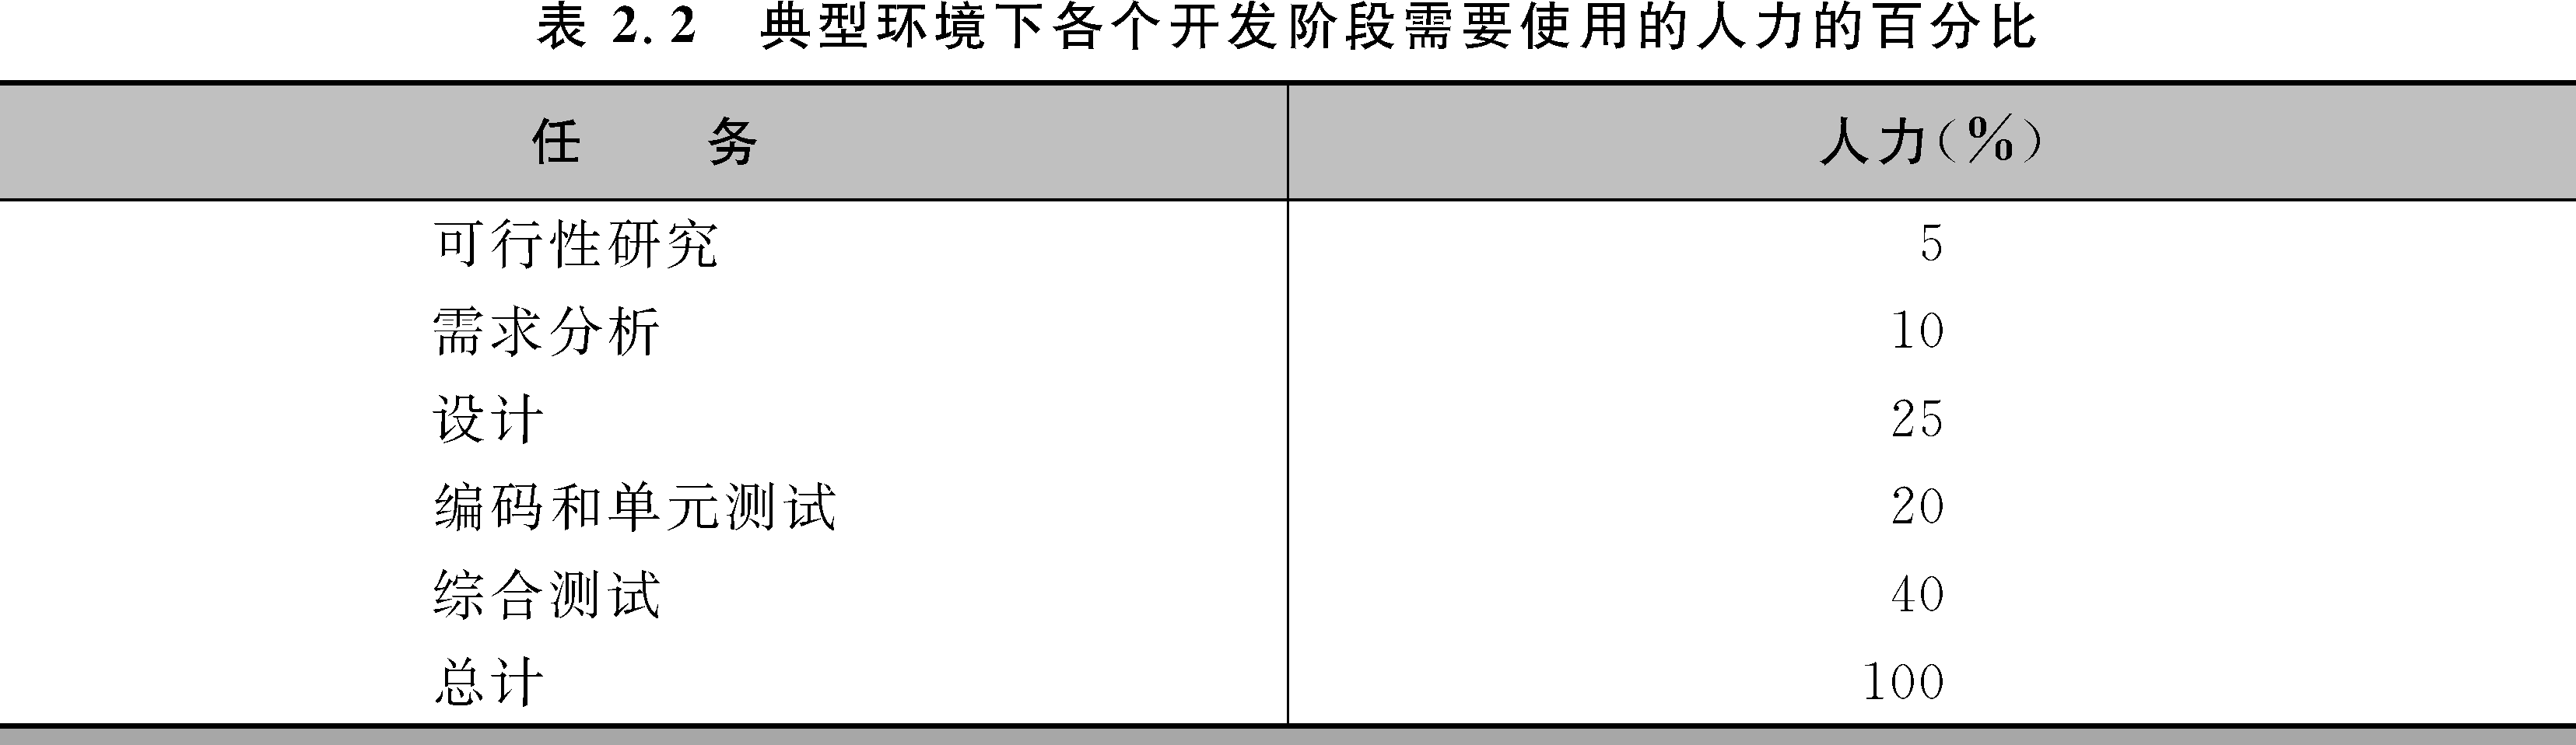 表 2.2 典型环境下各个开发阶段需要使用的人力的百分比
任 务 人力(%)
可行性研究 5
需求分析 10
设计 25
编码和单元测试 20
综合测试 40
总计 100